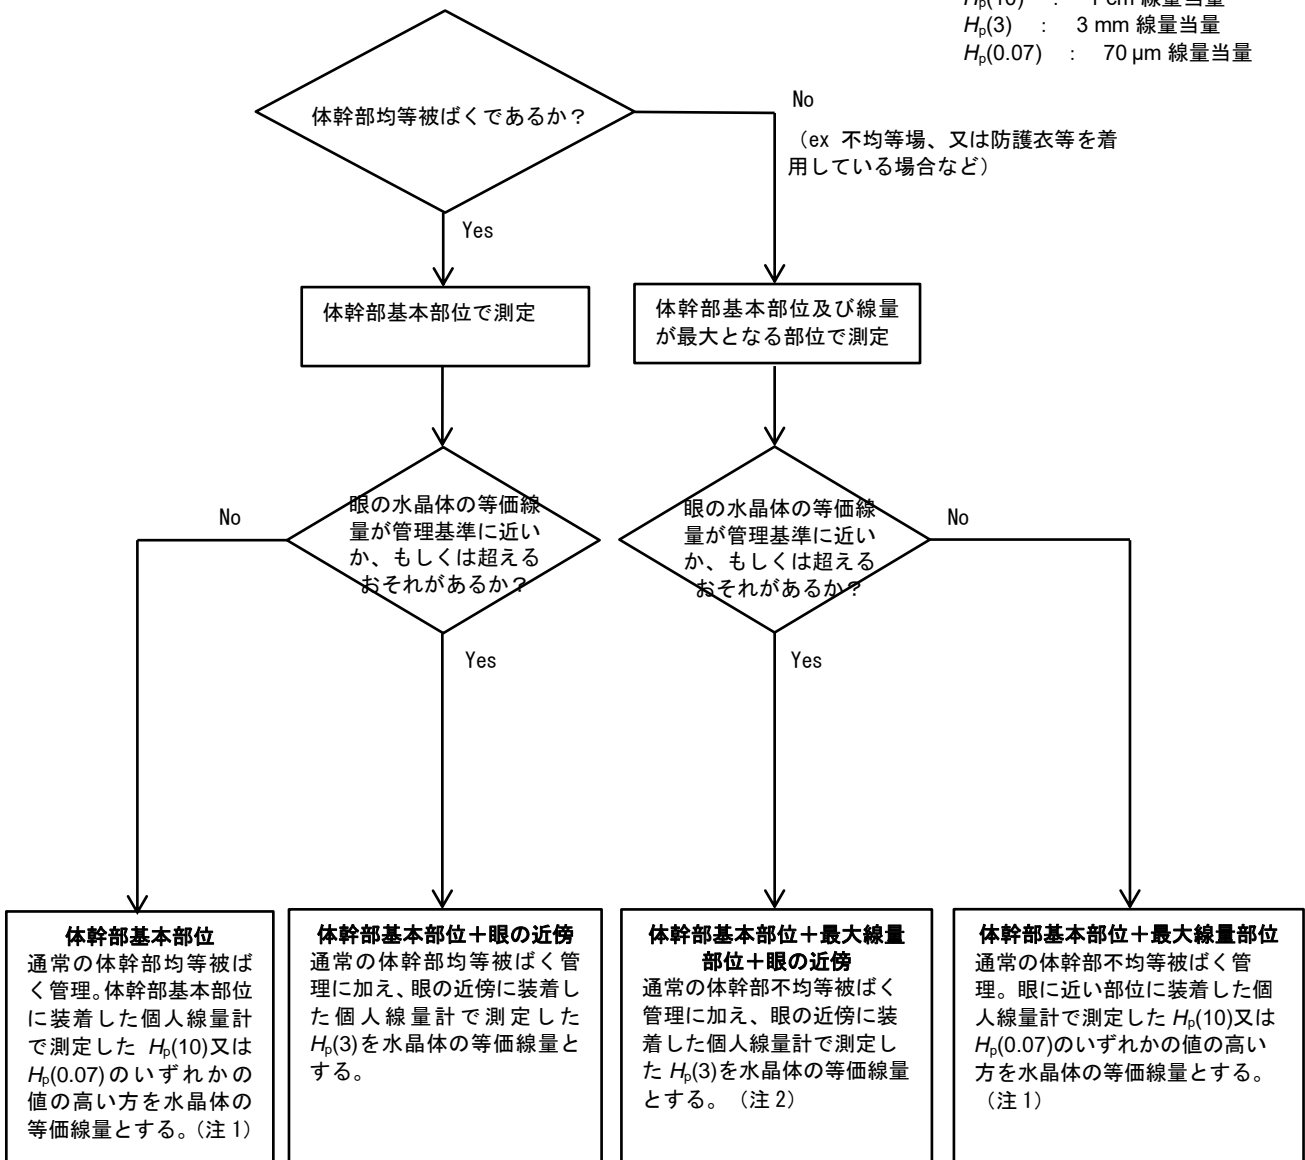 Hp(10) : 1 cm 線量当量
Hp(3) : 3 mm 線量当量
Hp(0.07) : 70 μm 線量当量
体幹部均等被ばくであるか？
No
（ex 不均等場、又は防護衣等を着
用している場合など）
Yes
体幹部基本部位で測定
体幹部基本部位及び線量
が最大となる部位で測定
No
眼の水晶体の等価線
量が管理基準に近い
か、もしくは超える
おそれがあるか？
Yes
眼の水晶体の等価線
量が管理基準に近い
か、もしくは超える
おそれがあるか？
No
Yes
体幹部基本部位
通常の体幹部均等被ば
く管理。体幹部基本部位
に装着した個人線量計
で測定した Hp(10)又は
Hp(0.07)のいずれかの
値の高い方を水晶体の
等価線量とする。（注 1）
体幹部基本部位＋眼の近傍
通常の体幹部均等被ばく管
理に加え、眼の近傍に装着し
た個人線量計で測定した
Hp(3)を水晶体の等価線量と
する。
体幹部基本部位＋最大線量
部位＋眼の近傍
通常の体幹部不均等被ばく
管理に加え、眼の近傍に装
着した個人線量計で測定し
た Hp(3)を水晶体の等価線量
とする。（注 2）
体幹部基本部位＋最大線量部位
通常の体幹部不均等被ばく管
理。眼に近い部位に装着した個
人線量計で測定した Hp(10)又は
Hp(0.07)のいずれかの値の高い
方を水晶体の等価線量とする。
（注 1）